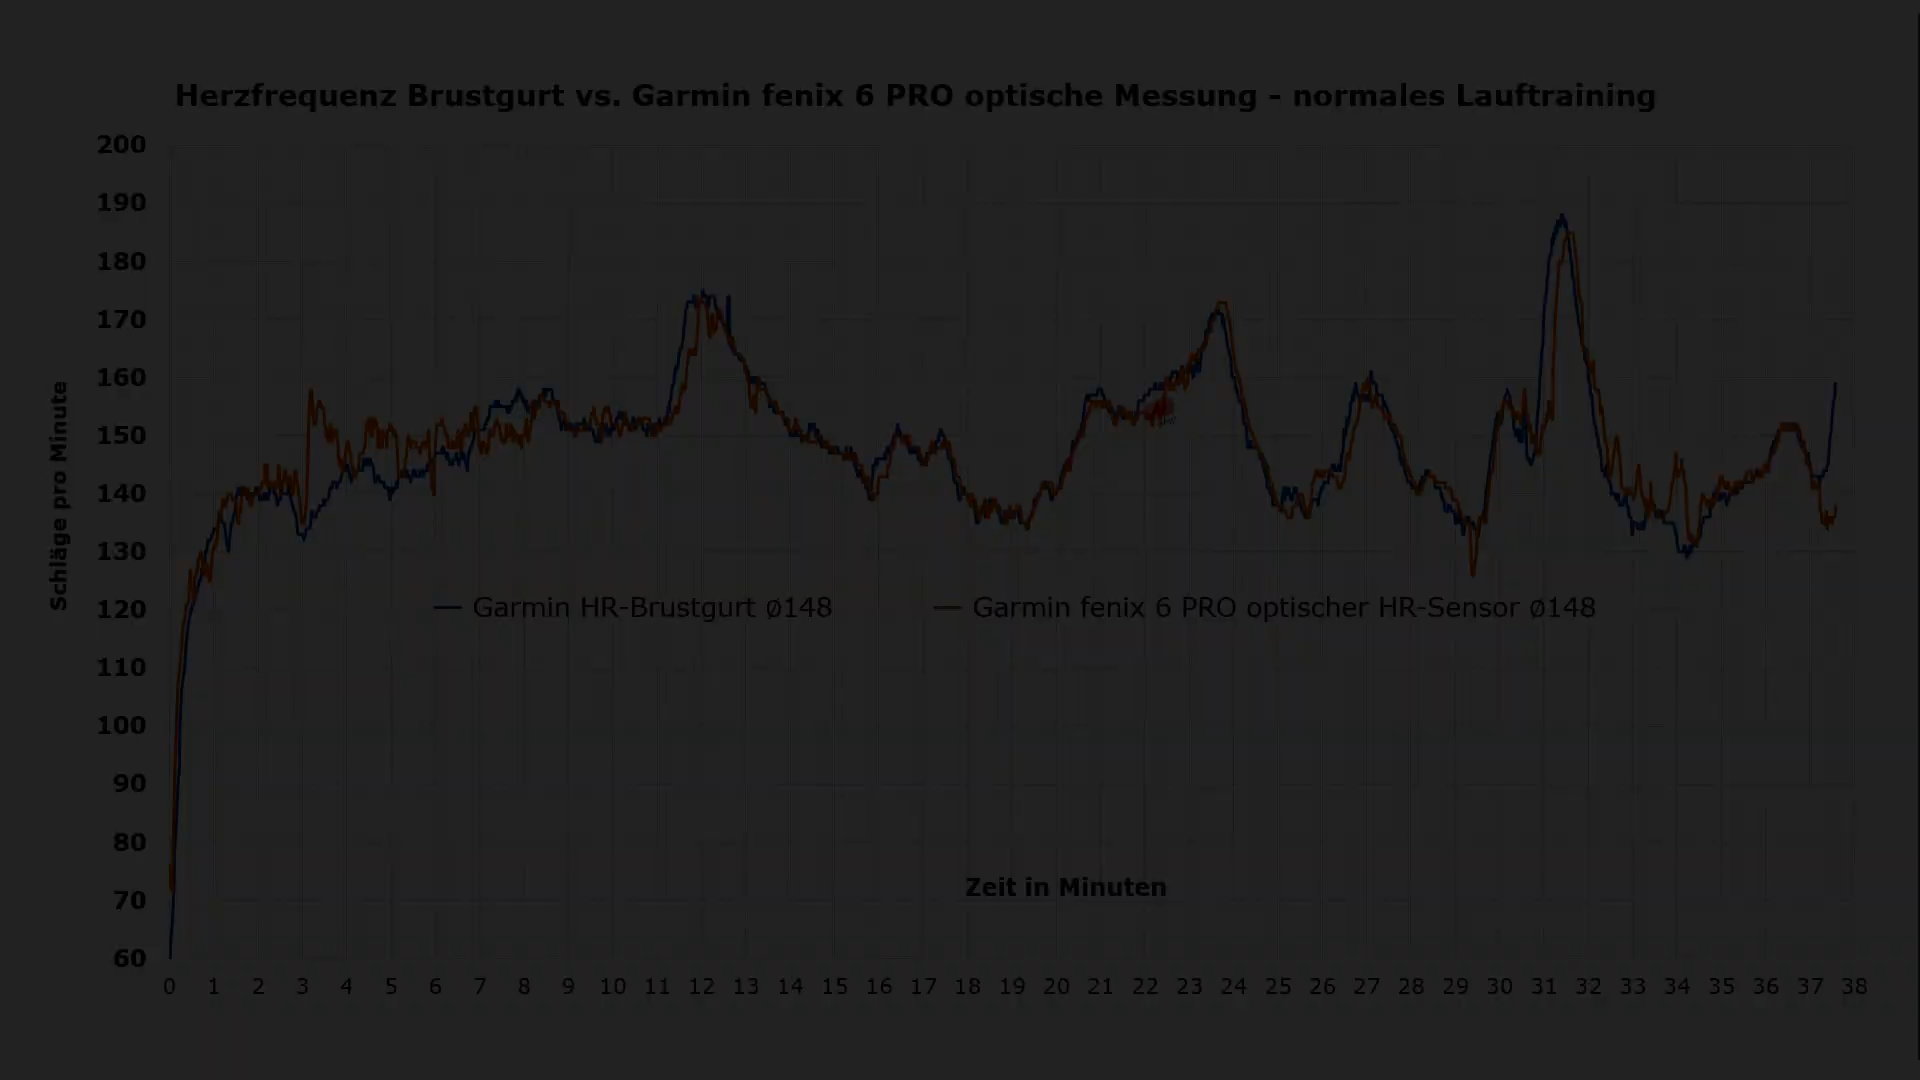 Herzfrequenz Brustgurt vs. Garmin fenix 6 PRO optische Messung - normales Lauftraining
200
190
180
170
160
150
140
130
120
110
100
90
80
70
60
Schläge pro Minute
Garmin HR-Brustgurt ø148
Garmin fenix 6 PRO optischer HR-Sensor ø148
Zeit in Minuten
0 1 2 3 4 5 6 7 8 9 10 11 12 13 14 15 16 17 18 19 20 21 22 23 24 25 26 27 28 29 30 31 32 33 34 35 36 37 38